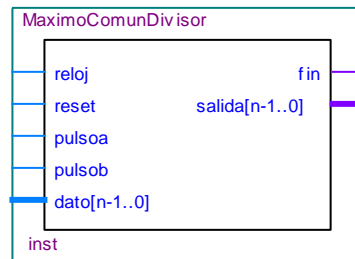 MaximoComunDivisor
reloj
fin
reset
salida[n-1..0]
pulsoa
pulsob
dato[n-1..0]
inst